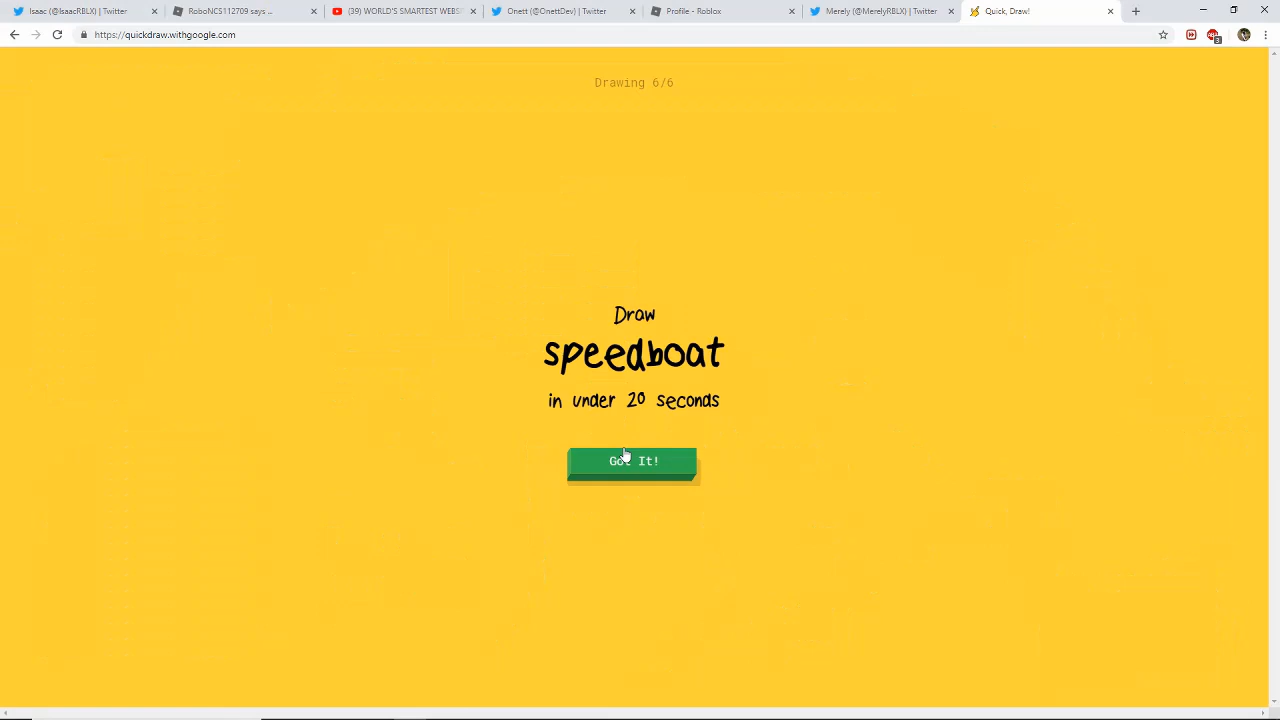 Isaac (@IsaacRBLX) | Twitter
RoboNCS112709 says ..
(39) WORLD'S SMARTEST WEBS
Onett (@OnettDev) | Twitter
Profile - Roblox
Merely (@MerelyRBLX) | Twitter
Quick, Draw!
https://quickdraw.withgoogle.com
Drawing 6/6
Draw
speedboat
in under 20 seconds
Got It!